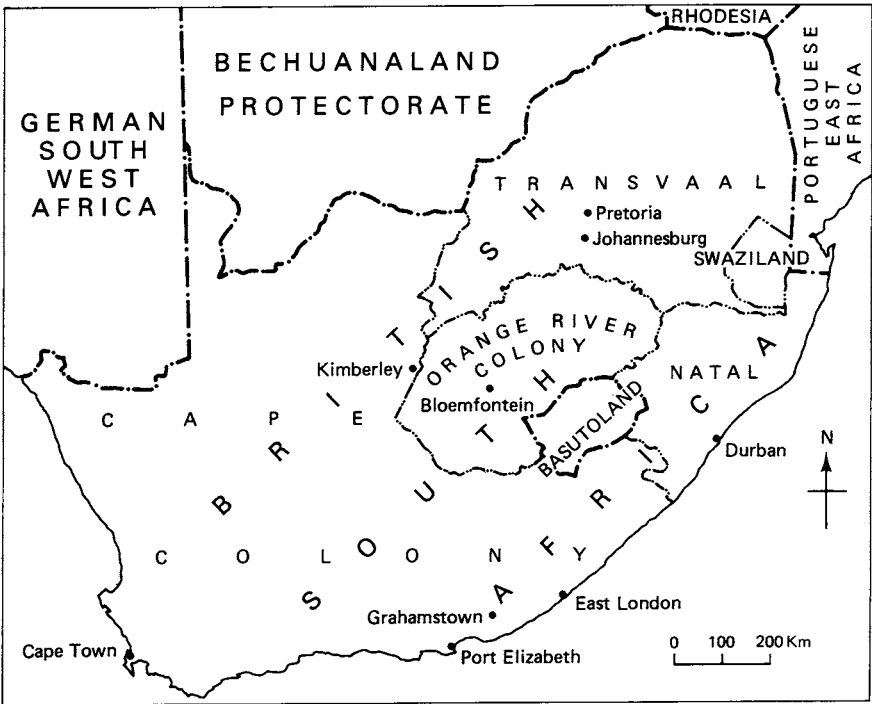 RHODESIA
BECHUANALAND
PROTECTORATE
PORTUGUESE
EAST
AFRICA
GERMAN
SOUTH
WEST
AFRICA
TRANSVAAL
Pretoria
Johannesburg
SWAZILAND
BRITISH
SOUTH AFRICA
ORANGE RIVER
COLONY
Kimberley
Bloemfontein
NATAL
BASUTOLAND
Durban
N
CAPE
COLONY
Grahamstown
East London
Cape Town
Port Elizabeth
0 100 200 Km